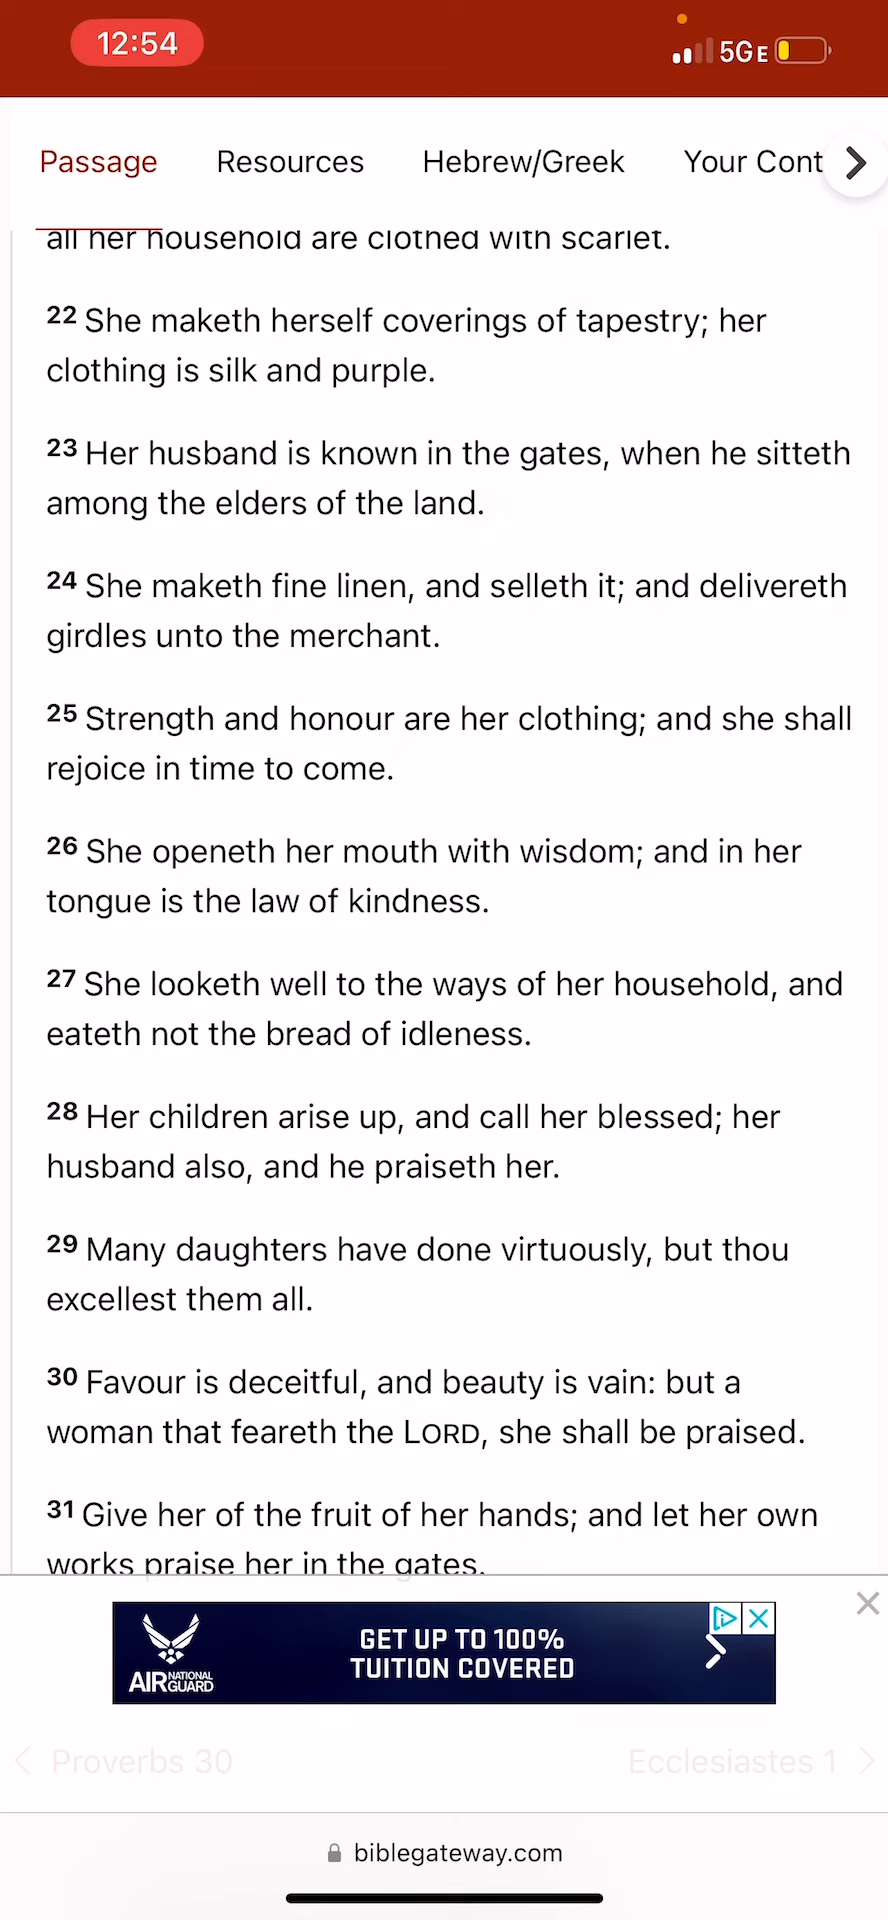 12:54
5GE
Passage Resources Hebrew/Greek Your Cont
all her household are clothed with scarlet.
22 She maketh herself coverings of tapestry; her
clothing is silk and purple.
23 Her husband is known in the gates, when he sitteth
among the elders of the land.
24 She maketh fine linen, and selleth it; and delivereth
girdles unto the merchant.
25 Strength and honour are her clothing; and she shall
rejoice in time to come.
26 She openeth her mouth with wisdom; and in her
tongue is the law of kindness.
27 She looketh well to the ways of her household, and
eateth not the bread of idleness.
28 Her children arise up, and call her blessed; her
husband also, and he praiseth her.
29 Many daughters have done virtuously, but thou
excellest them all.
30 Favour is deceitful, and beauty is vain: but a
woman that feareth the LORD, she shall be praised.
31 Give her of the fruit of her hands; and let her own
works praise her in the gates.
AIR NATIONAL GUARD
GET UP TO 100%
TUITION COVERED
Proverbs 30 Ecclesiastes 1
biblegateway.com